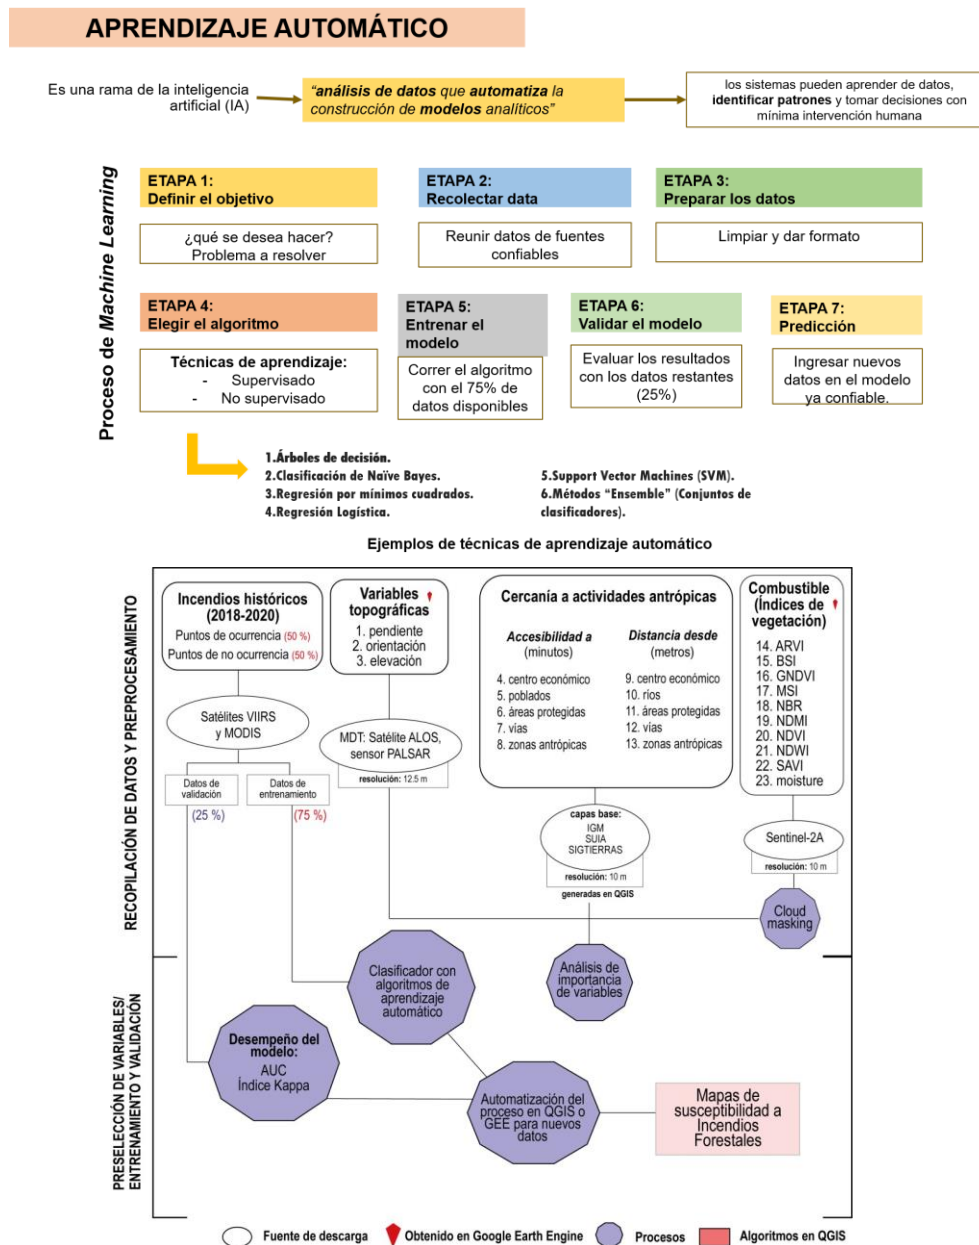 APRENDIZAJE AUTOMÁTICO
Es una rama de la inteligencia
artificial (IA)
“análisis de datos que automatiza la
construcción de modelos analíticos”
los sistemas pueden aprender de datos,
identificar patrones y tomar decisiones con
mínima intervención humana
Proceso de Machine Learning
ETAPA 1:
Definir el objetivo
¿qué se desea hacer?
Problema a resolver
ETAPA 2:
Recolectar data
Reunir datos de fuentes
confiables
ETAPA 3:
Preparar los datos
Limpiar y dar formato
ETAPA 4:
Elegir el algoritmo
Técnicas de aprendizaje:
- Supervisado
- No supervisado
ETAPA 5:
Entrenar el
modelo
Correr el algoritmo
con el 75% de
datos disponibles
ETAPA 6:
Validar el modelo
Evaluar los resultados
con los datos restantes
(25%)
ETAPA 7:
Predicción
Ingresar nuevos
datos en el modelo
ya confiable.
1.Árboles de decisión.
2.Clasificación de Naïve Bayes.
3.Regresión por mínimos cuadrados.
4.Regresión Logística.
5.Support Vector Machines (SVM).
6.Métodos “Ensemble” (Conjuntos de
clasificadores).
Ejemplos de técnicas de aprendizaje automático
RECOPILACIÓN DE DATOS Y PREPROCESAMIENTO
Incendios históricos
(2018-2020)
Puntos de ocurrencia (50 %)
Puntos de no ocurrencia (50 %)
Satélites VIIRS
y MODIS
Datos de
validación
(25 %)
Datos de
entrenamiento
(75 %)
Variables
topográficas
1. pendiente
2. orientación
3. elevación
MDT: Satélite ALOS,
sensor PALSAR
resolución: 12.5 m
Cercanía a actividades antrópicas
Accesibilidad a
(minutos)
4. centro económico
5. poblados
6. áreas protegidas
7. vías
8. zonas antrópicas
Distancia desde
(metros)
9. centro económico
10. ríos
11. áreas protegidas
12. vías
13. zonas antrópicas
capas base:
IGM
SUIA
SIGTIERRAS
resolución: 10 m
generadas en QGIS
Combustible
(Índices de
vegetación)
14. ARVI
15. BSI
16. GNDVI
17. MSI
18. NBR
19. NDMI
20. NDVI
21. NDWI
22. SAVI
23. moisture
Sentinel-2A
resolución: 10 m
Cloud
masking
PRESELECCIÓN DE VARIABLES/
ENTRENAMIENTO Y VALIDACIÓN
Clasificador con
algoritmos de
aprendizaje
automático
Análisis de
importancia
de variables
Desempeño del
modelo:
AUC
Índice Kappa
Automatización del
proceso en QGIS o
GEE para nuevos
datos
Mapas de
susceptibilidad a
Incendios
Forestales
Fuente de descarga
Obtenido en Google Earth Engine
Procesos
Algoritmos en QGIS